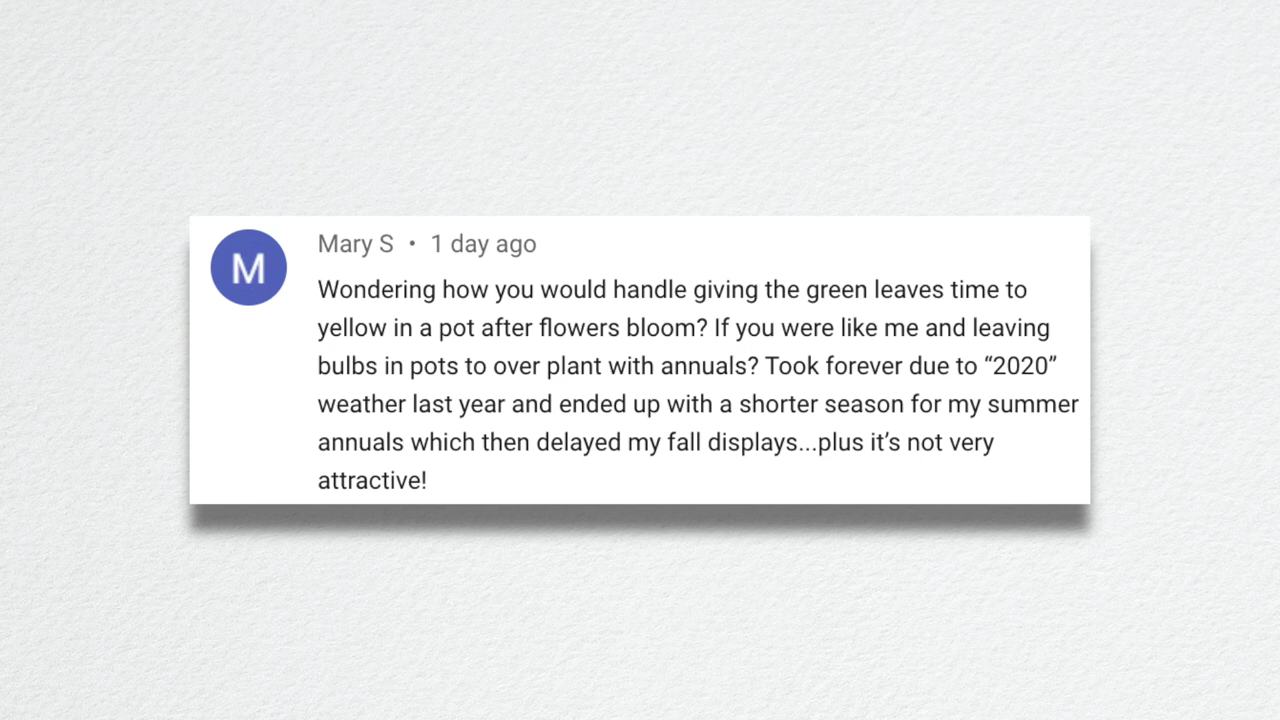 M
Mary S • 1 day ago
Wondering how you would handle giving the green leaves time to
yellow in a pot after flowers bloom? If you were like me and leaving
bulbs in pots to over plant with annuals? Took forever due to “2020”
weather last year and ended up with a shorter season for my summer
annuals which then delayed my fall displays...plus it’s not very
attractive!